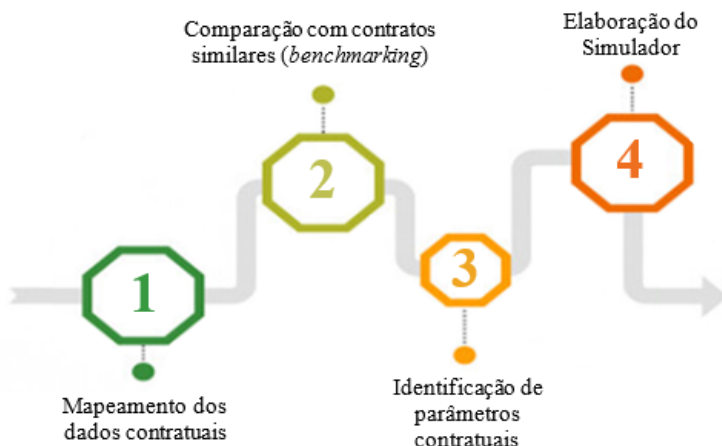 1
Mapeamento dos
dados contratuais
Comparação com contratos
similares (benchmarking)
2
3
Identificação de
parâmetros
contratuais
Elaboração do
Simulador
4